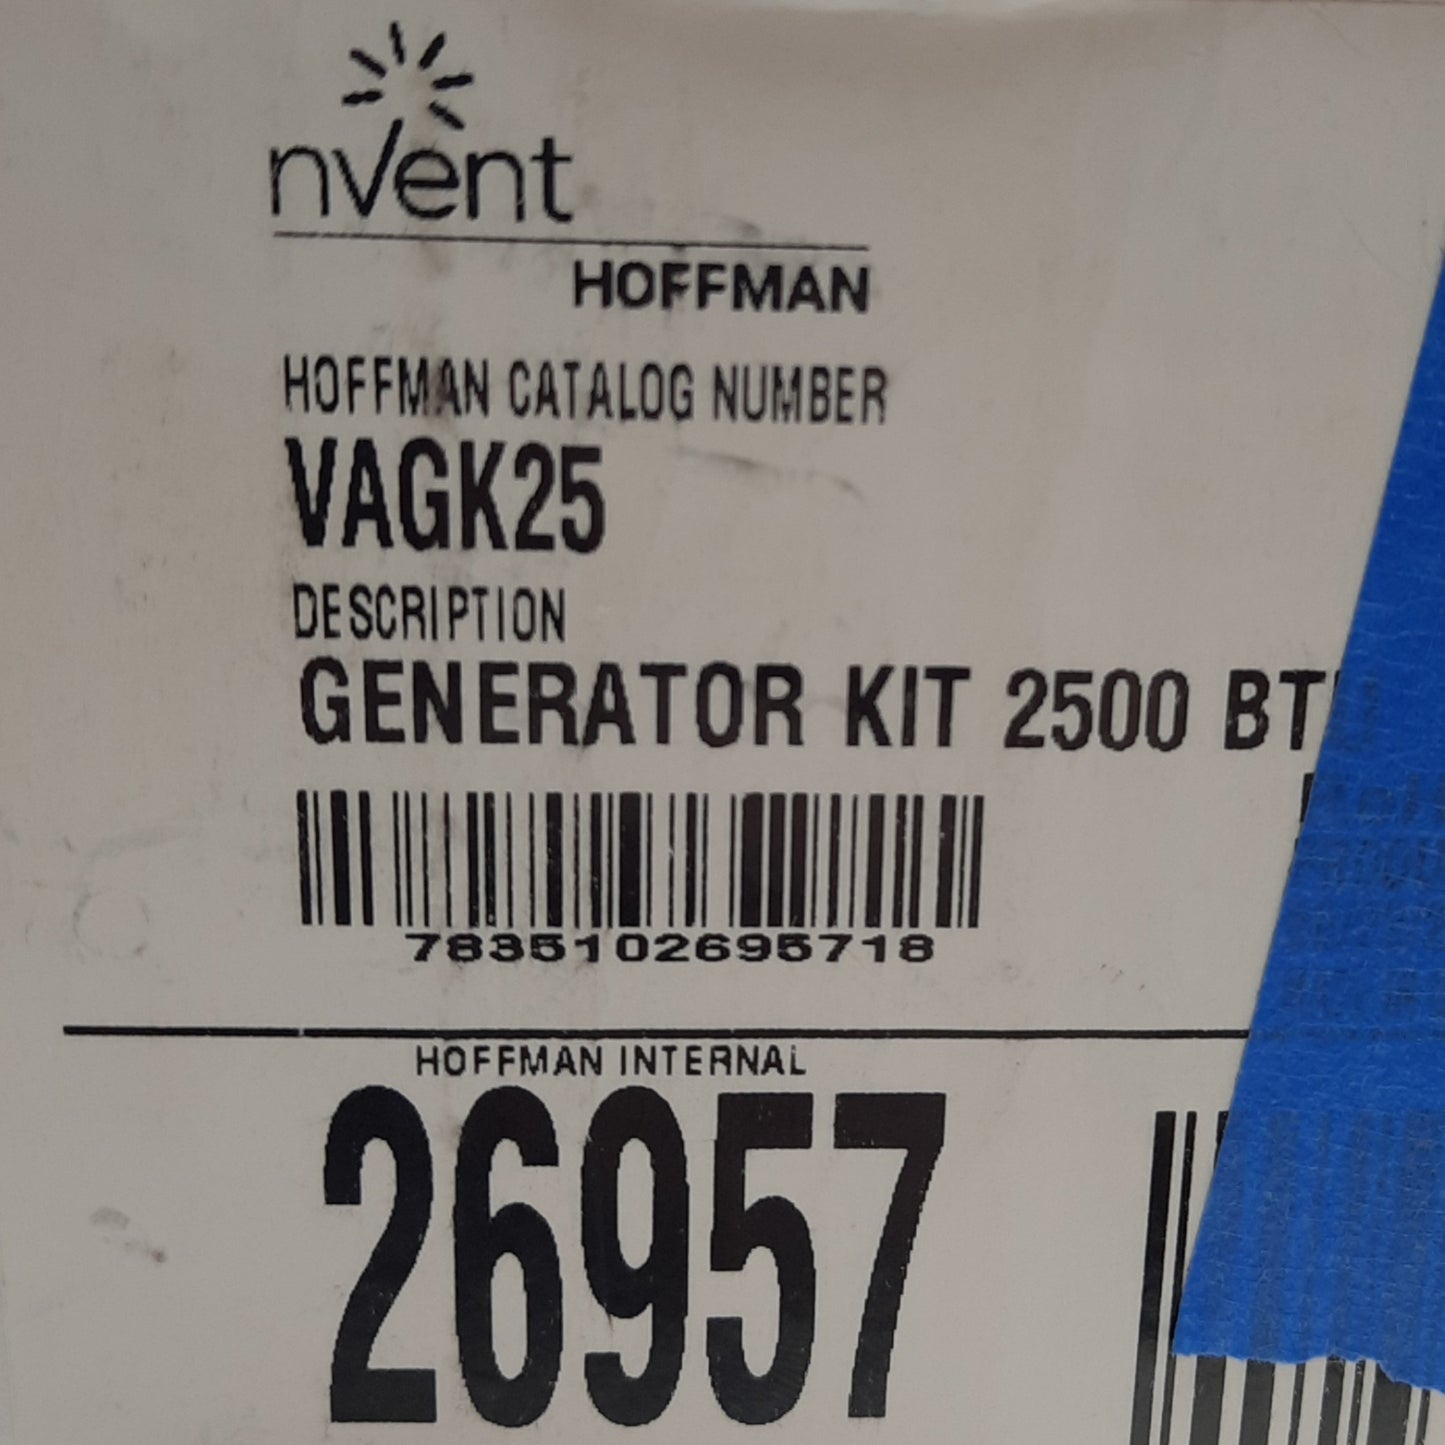 nVent
HOFFMAN
HOFFMAN CATALOG NUMBER
VAGK25
DESCRIPTION
GENERATOR KIT 2500
7835102695718
HOFFMAN INTERNAL
26957